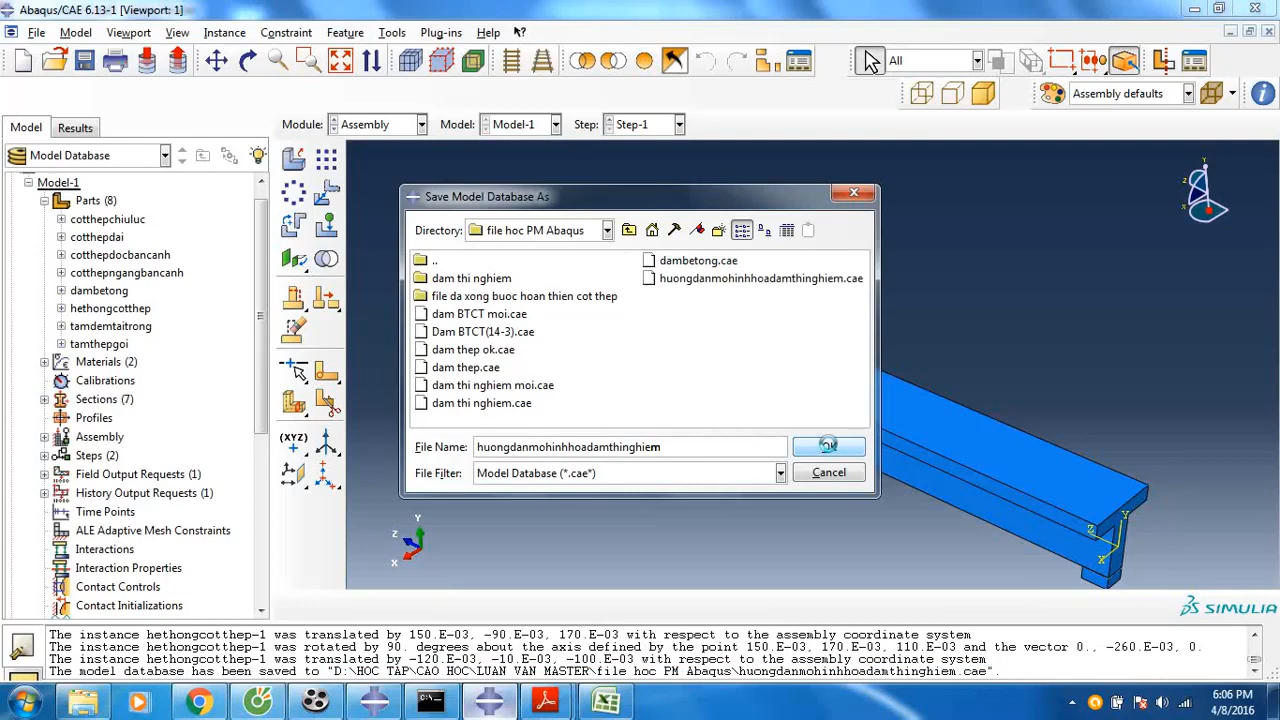 Abaqus/CAE 6.13-1 [Viewport: 1]
File Model Viewport View Instance Constraint Feature Tools Plug-ins Help
All
Assembly defaults
Model Results
Module: Assembly Model: Model-1 Step: Step-1
Model Database
Model-1
Parts (8)
cotthepchiuluc
cotthepdai
cotthepdocbancanh
cotthepngangbancanh
dambetong
hethongcotthep
tamdemtaitrong
tamthepgoi
Materials (2)
Calibrations
Sections (7)
Profiles
Assembly
Steps (2)
Field Output Requests (1)
History Output Requests (1)
Time Points
ALE Adaptive Mesh Constraints
Interactions
Interaction Properties
Contact Controls
Contact Initializations
(XYZ)
Save Model Database As
Directory: file hoc PM Abaqus
..
dam thi nghiem
file da xong buoc hoan thien cot thep
dam BTCT moi.cae
Dam BTCT(14-3).cae
dam thep ok.cae
dam thep.cae
dam thi nghiem moi.cae
dam thi nghiem.cae
dambetong.cae
huongdanmohinhhoadamthinghiem.cae
File Name: huongdanmohinhhoadamthinghiem OK
File Filter: Model Database (*.cae*) Cancel
Y
Z
X
Y
Z
X
Y
Z
X
SIMULIA
The instance hethongcotthep-1 was translated by 150.E-03, -90.E-03, 170.E-03 with respect to the assembly coordinate system
The instance hethongcotthep-1 was rotated by 90. degrees about the axis defined by the point 150.E-03, 170.E-03, 110.E-03 and the vector 0., -260.E-03, 0.
The instance hethongcotthep-1 was translated by -120.E-03, -10.E-03, -100.E-03 with respect to the assembly coordinate system
The model database has been saved to "D:\HOC TAP\CAO HOC\LUAN VAN MASTER\file hoc PM Abaqus\huongdanmohinhhoadamthinghiem.cae".
6:06 PM
4/8/2016